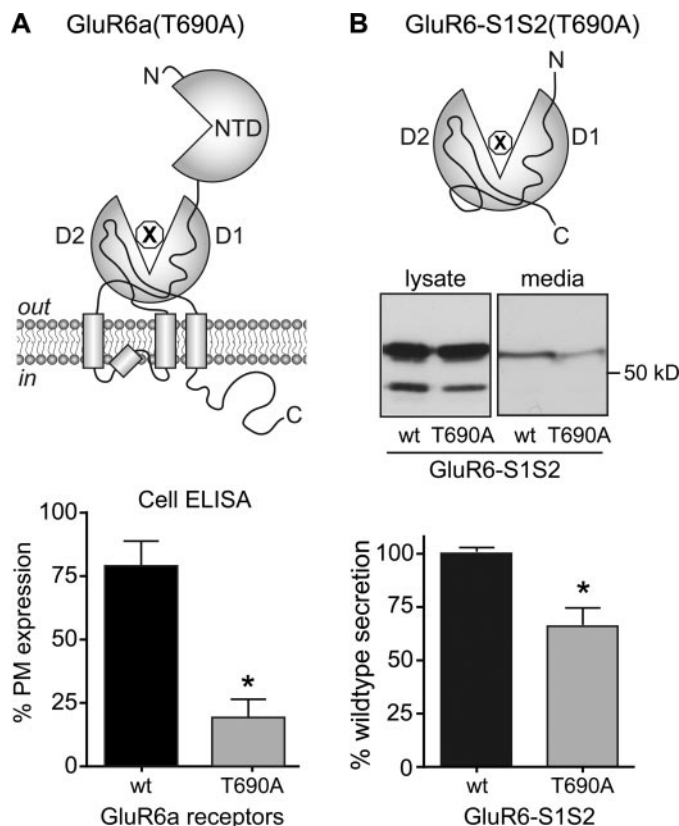 A GluR6a(T690A)
N
NTD
D2 X D1
out
in
C
Cell ELISA
% PM expression
100
75
50
25
0
wt T690A
GluR6a receptors
B GluR6-S1S2(T690A)
N
D2 X D1
C
lysate media
50 kD
wt T690A wt T690A
GluR6-S1S2
% wildtype secretion
100
*
75
50
25
0
wt T690A
GluR6-S1S2